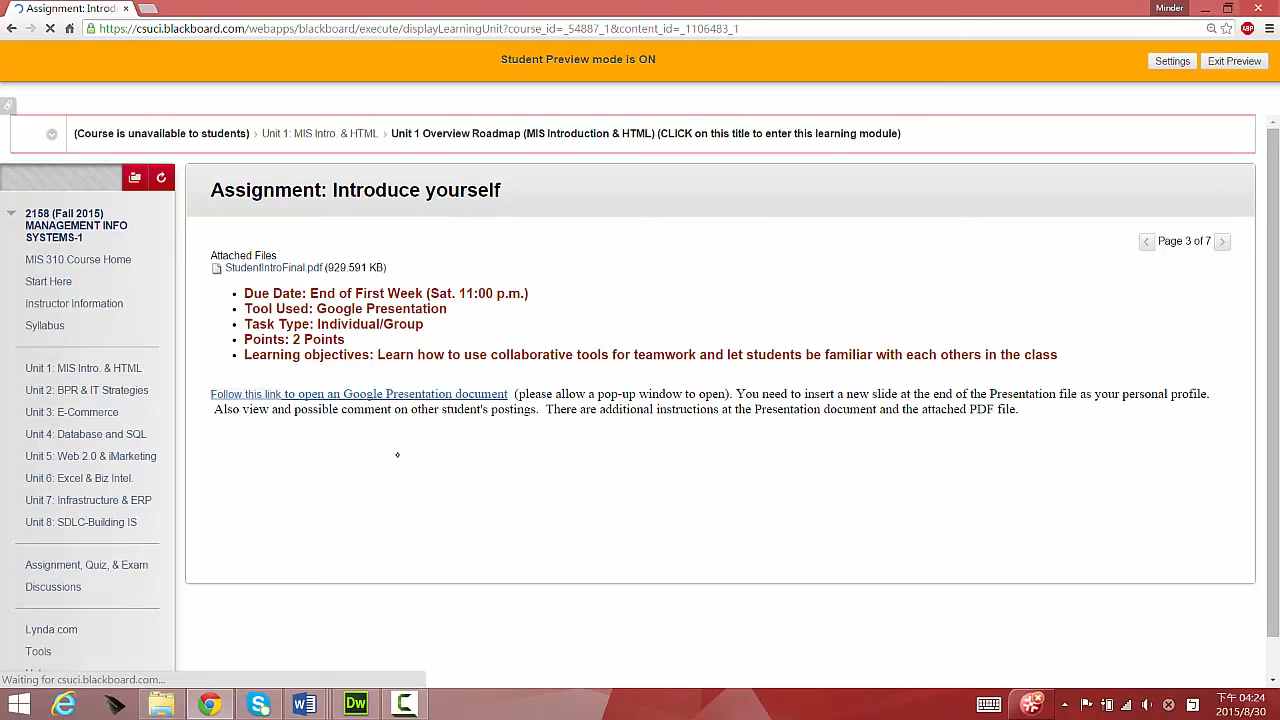 Assignment: Introd
Minder
https://csuci.blackboard.com/webapps/blackboard/execute/displayLearningUnit?course_id=_54887_1&content_id=_1106483_1
ABP
Student Preview mode is ON
Settings
Exit Preview
(Course is unavailable to students) › Unit 1: MIS Intro. & HTML › Unit 1 Overview Roadmap (MIS Introduction & HTML) (CLICK on this title to enter this learning module)
2158 (Fall 2015)
MANAGEMENT INFO
SYSTEMS-1
MIS 310 Course Home
Start Here
Instructor Information
Syllabus
Unit 1: MIS Intro. & HTML
Unit 2: BPR & IT Strategies
Unit 3: E-Commerce
Unit 4: Database and SQL
Unit 5: Web 2.0 & iMarketing
Unit 6: Excel & Biz Intel.
Unit 7: Infrastructure & ERP
Unit 8: SDLC-Building IS
Assignment, Quiz, & Exam
Discussions
Lynda.com
Tools
Assignment: Introduce yourself
Page 3 of 7
Attached Files
StudentIntroFinal.pdf (929.591 KB)
• Due Date: End of First Week (Sat. 11:00 p.m.)
• Tool Used: Google Presentation
• Task Type: Individual/Group
• Points: 2 Points
• Learning objectives: Learn how to use collaborative tools for teamwork and let students be familiar with each others in the class
Follow this link to open an Google Presentation document (please allow a pop-up window to open). You need to insert a new slide at the end of the Presentation file as your personal profile.
Also view and possible comment on other student's postings. There are additional instructions at the Presentation document and the attached PDF file.
Waiting for csuci.blackboard.com...
Dw
下午 04:24
2015/8/30